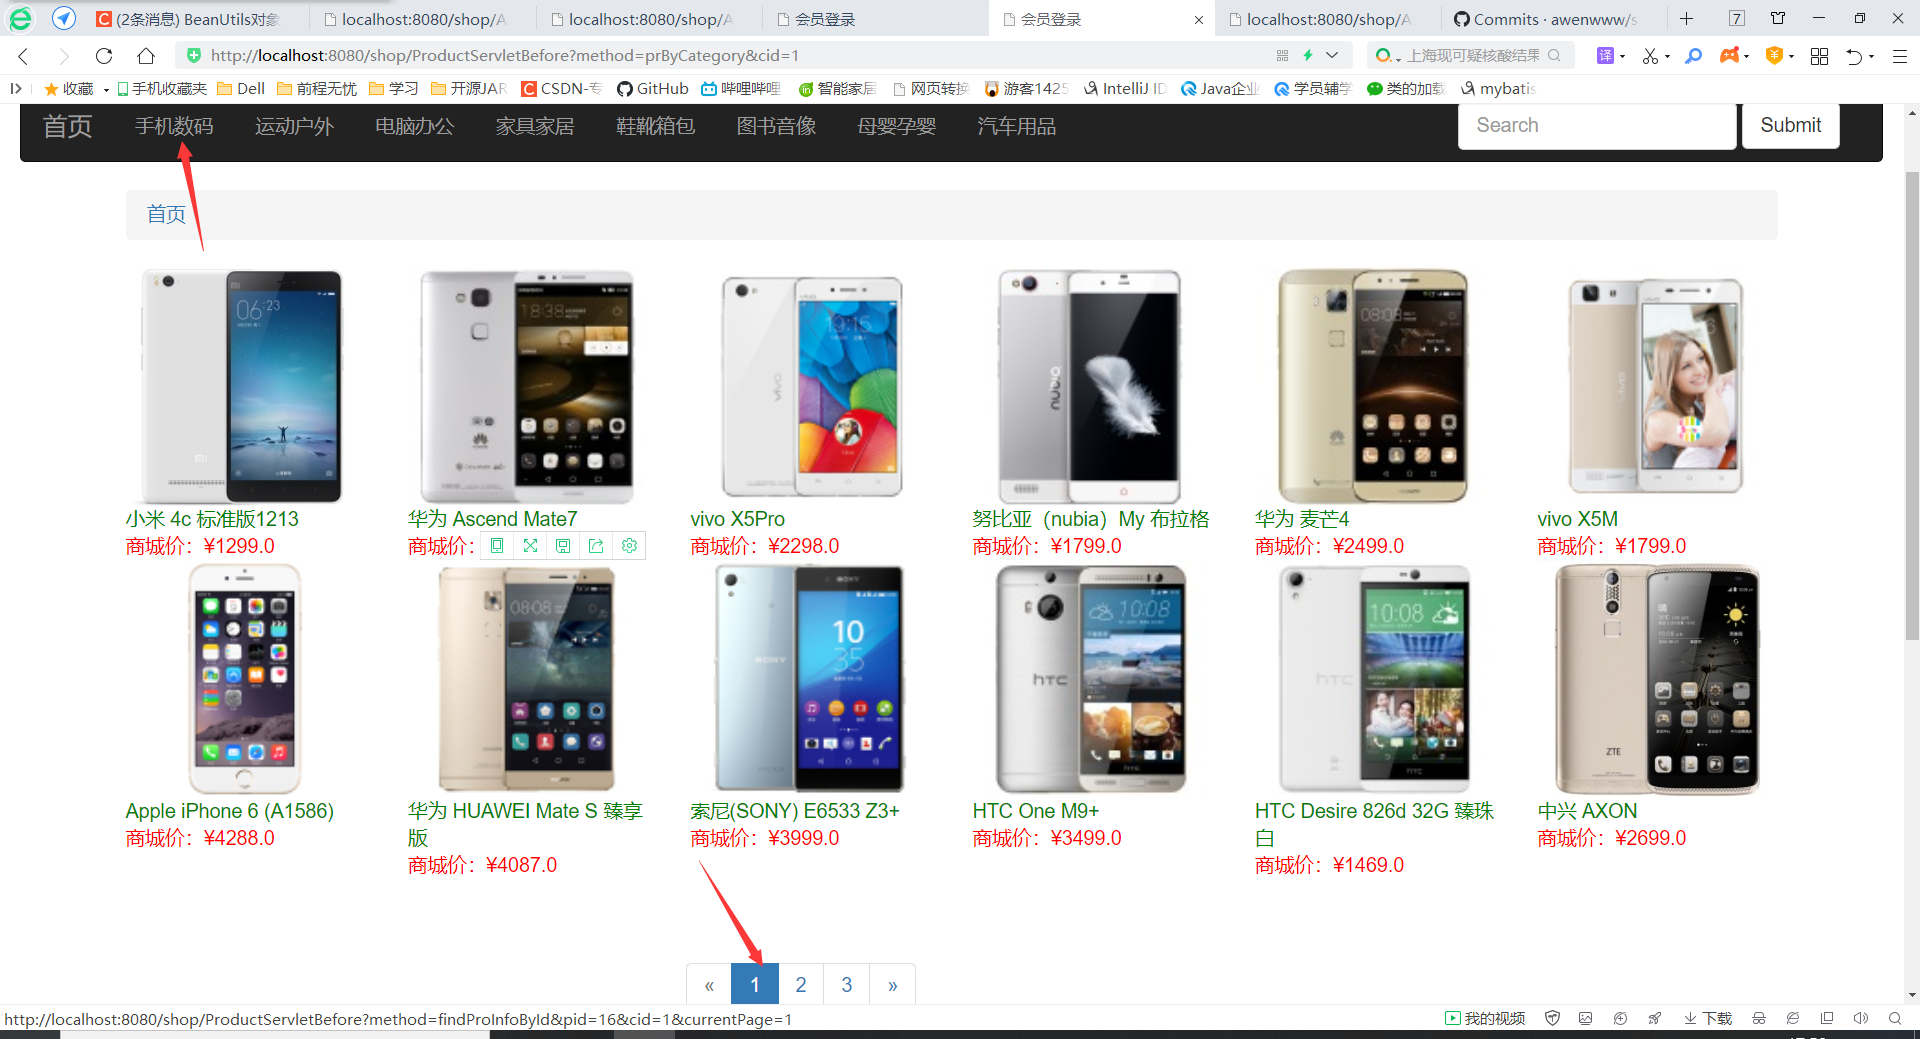 (2条消息) BeanUtils对象
localhost:8080/shop/A
localhost:8080/shop/A
会员登录
会员登录
localhost:8080/shop/A
Commits · awenwww/s
7
http://localhost:8080/shop/ProductServletBefore?method=prByCategory&cid=1
上海现可疑核酸结果
译
收藏
手机收藏夹
Dell
前程无忧
学习
开源JAR
CSDN-专
GitHub
哔哩哔哩
智能家居
网页转换
游客1425
IntelliJ ID
Java企业
学员辅学
类的加载
mybatis
首页
手机数码
运动户外
电脑办公
家具家居
鞋靴箱包
图书音像
母婴孕婴
汽车用品
Search
Submit
首页
小米 4c 标准版1213
商城价：¥1299.0
华为 Ascend Mate7
商城价：
vivo X5Pro
商城价：¥2298.0
努比亚（nubia）My 布拉格
商城价：¥1799.0
华为 麦芒4
商城价：¥2499.0
vivo X5M
商城价：¥1799.0
Apple iPhone 6 (A1586)
商城价：¥4288.0
华为 HUAWEI Mate S 臻享
版
商城价：¥4087.0
索尼(SONY) E6533 Z3+
商城价：¥3999.0
HTC One M9+
商城价：¥3499.0
HTC Desire 826d 32G 臻珠
白
商城价：¥1469.0
中兴 AXON
商城价：¥2699.0
« 1 2 3 »
http://localhost:8080/shop/ProductServletBefore?method=findProInfoById&pid=16&cid=1&currentPage=1
我的视频
下载